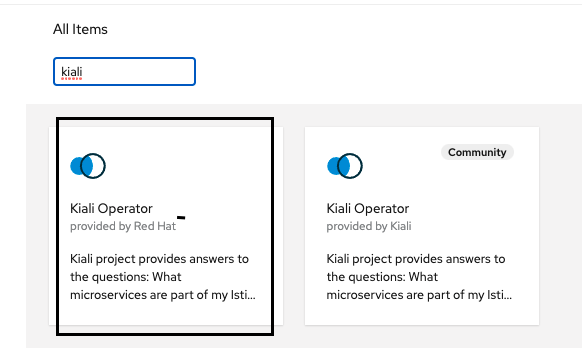 All Items
kiali
Kiali Operator
provided by Red Hat
Kiali project provides answers to
the questions: What
microservices are part of my Isti...
Community
Kiali Operator
provided by Kiali
Kiali project provides answers to
the questions: What
microservices are part of my Isti...